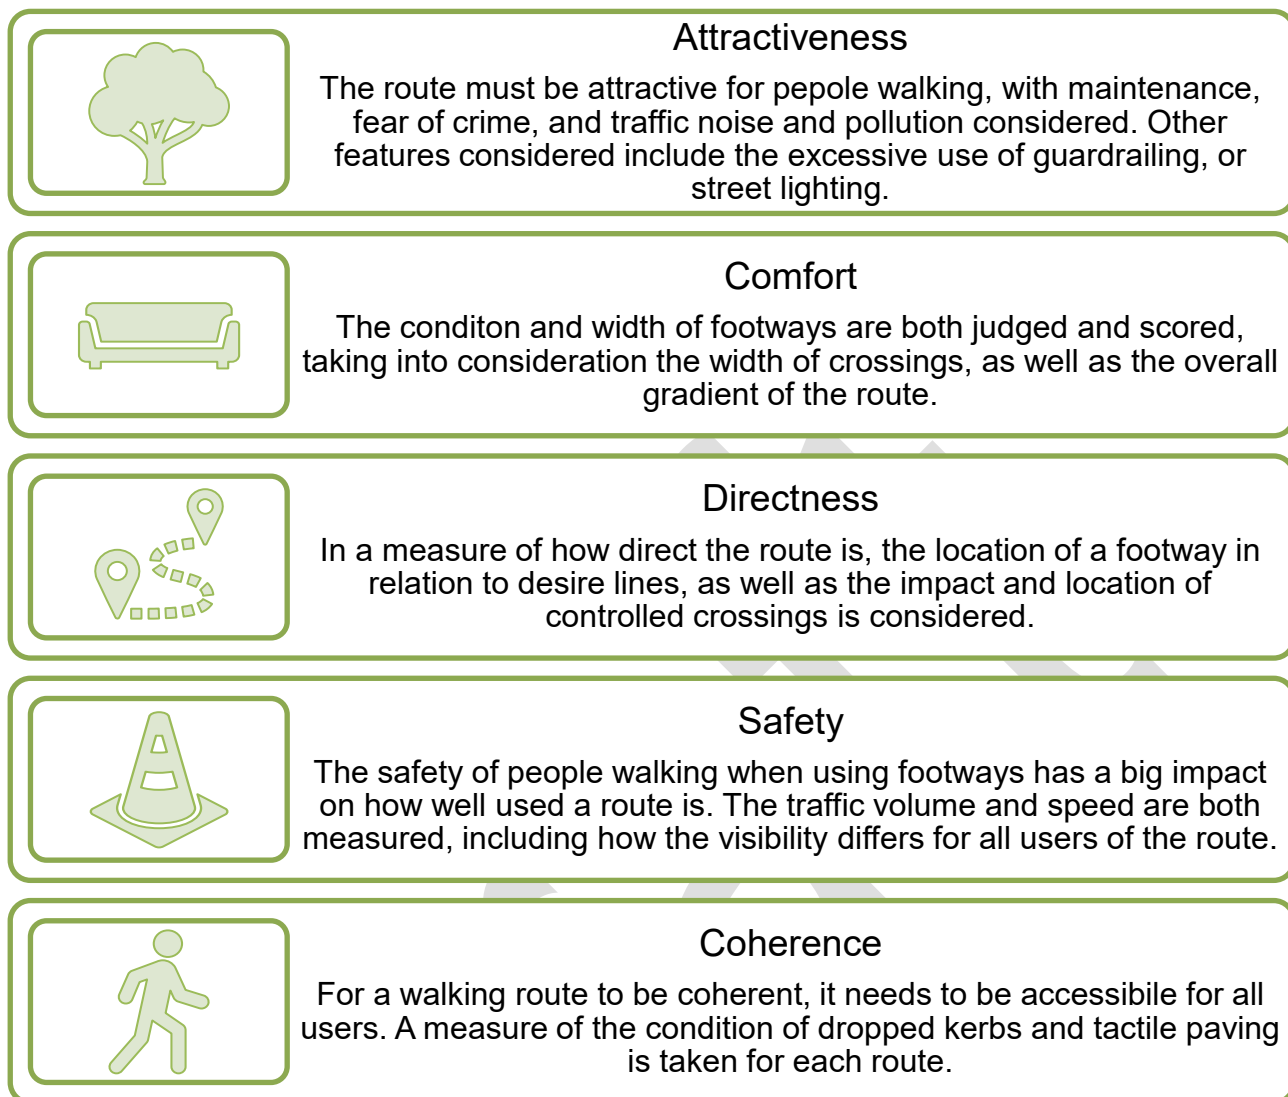 Attractiveness
The route must be attractive for pepole walking, with maintenance,
fear of crime, and traffic noise and pollution considered. Other
features considered include the excessive use of guardrailing, or
street lighting.
Comfort
The conditon and width of footways are both judged and scored,
taking into consideration the width of crossings, as well as the overall
gradient of the route.
Directness
In a measure of how direct the route is, the location of a footway in
relation to desire lines, as well as the impact and location of
controlled crossings is considered.
Safety
The safety of people walking when using footways has a big impact
on how well used a route is. The traffic volume and speed are both
measured, including how the visibility differs for all users of the route.
Coherence
For a walking route to be coherent, it needs to be accessibile for all
users. A measure of the condition of dropped kerbs and tactile paving
is taken for each route.